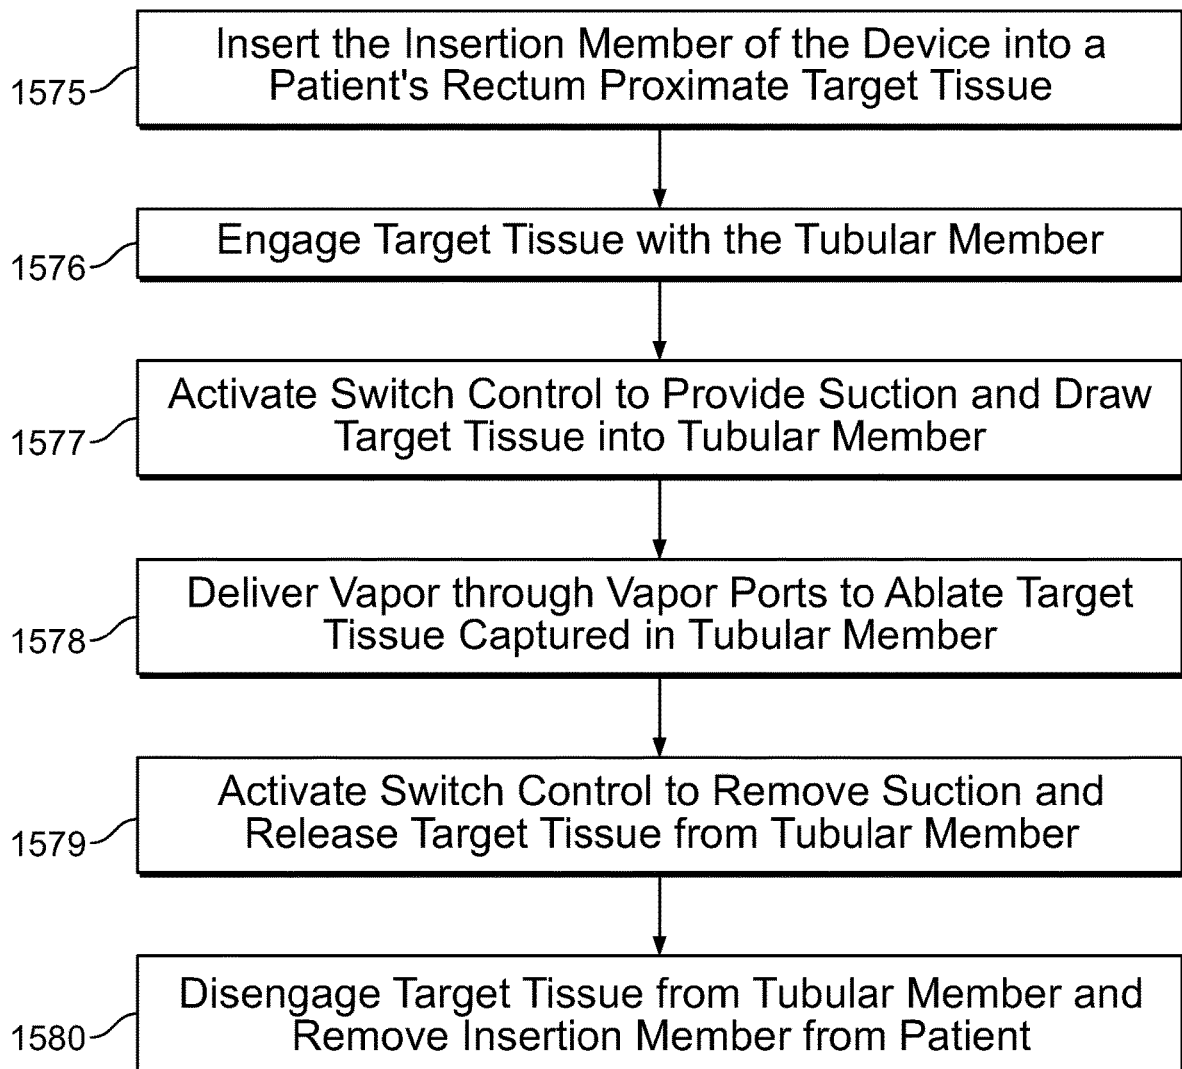 Insert the Insertion Member of the Device into a
Patient's Rectum Proximate Target Tissue
1575
Engage Target Tissue with the Tubular Member
1576
Activate Switch Control to Provide Suction and Draw
Target Tissue into Tubular Member
1577
Deliver Vapor through Vapor Ports to Ablate Target
Tissue Captured in Tubular Member
1578
Activate Switch Control to Remove Suction and
Release Target Tissue from Tubular Member
1579
Disengage Target Tissue from Tubular Member and
Remove Insertion Member from Patient
1580